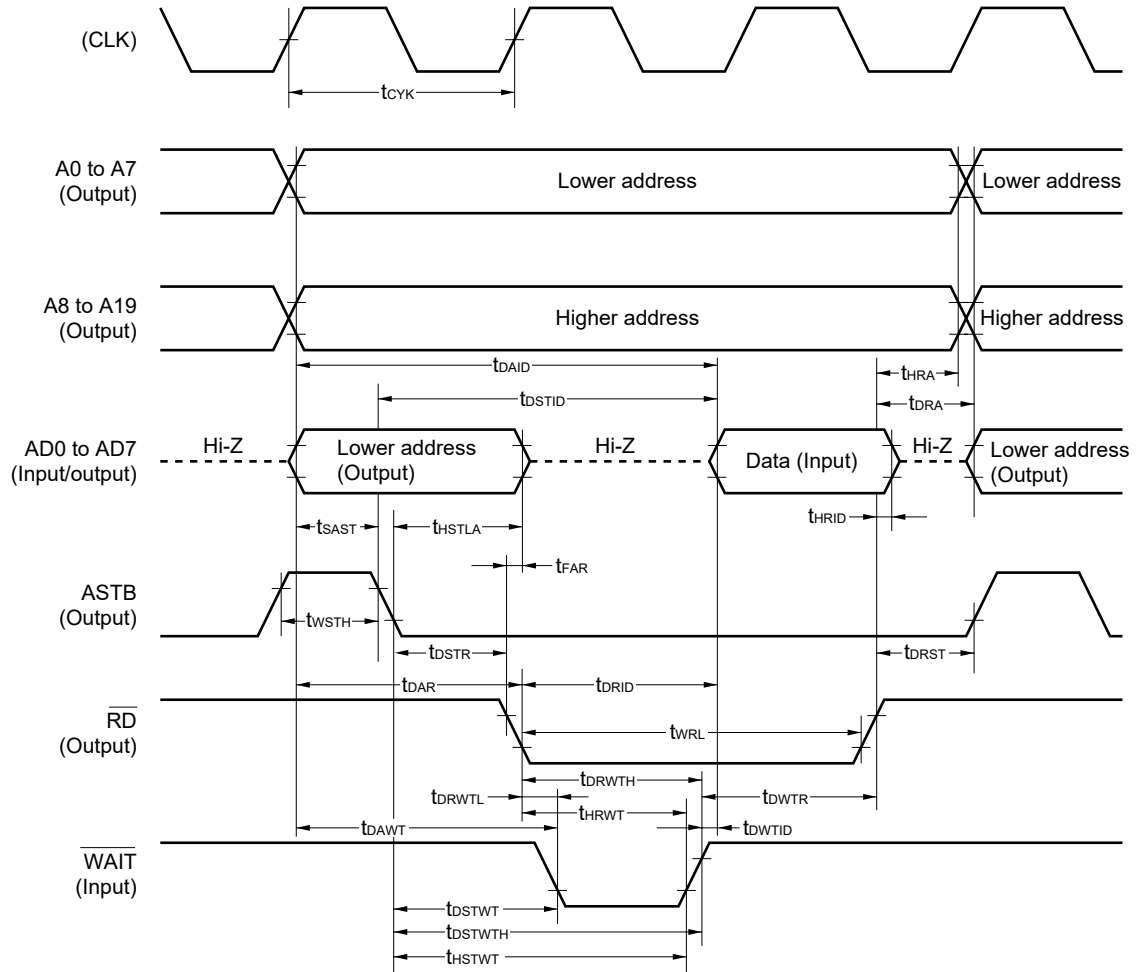 (CLK)
tCYK
A0 to A7
(Output)
Lower address
Lower address
A8 to A19
(Output)
Higher address
Higher address
tDAID
tHRA
tDSTID
tDRA
AD0 to AD7
(Input/output)
Hi-Z
Lower address
(Output)
Hi-Z
Data (Input)
Hi-Z
Lower address
(Output)
tSAST
tHSTLA
tHRID
tFAR
ASTB
(Output)
tWSTH
tDSTR
tDRST
tDAR
tDRID
RD
(Output)
tWRL
tDRWTH
tDRWTL
tDWTR
tHRWT
tDAWT
tDWTID
WAIT
(Input)
tDSTWT
tDSTWTH
tHSTWT